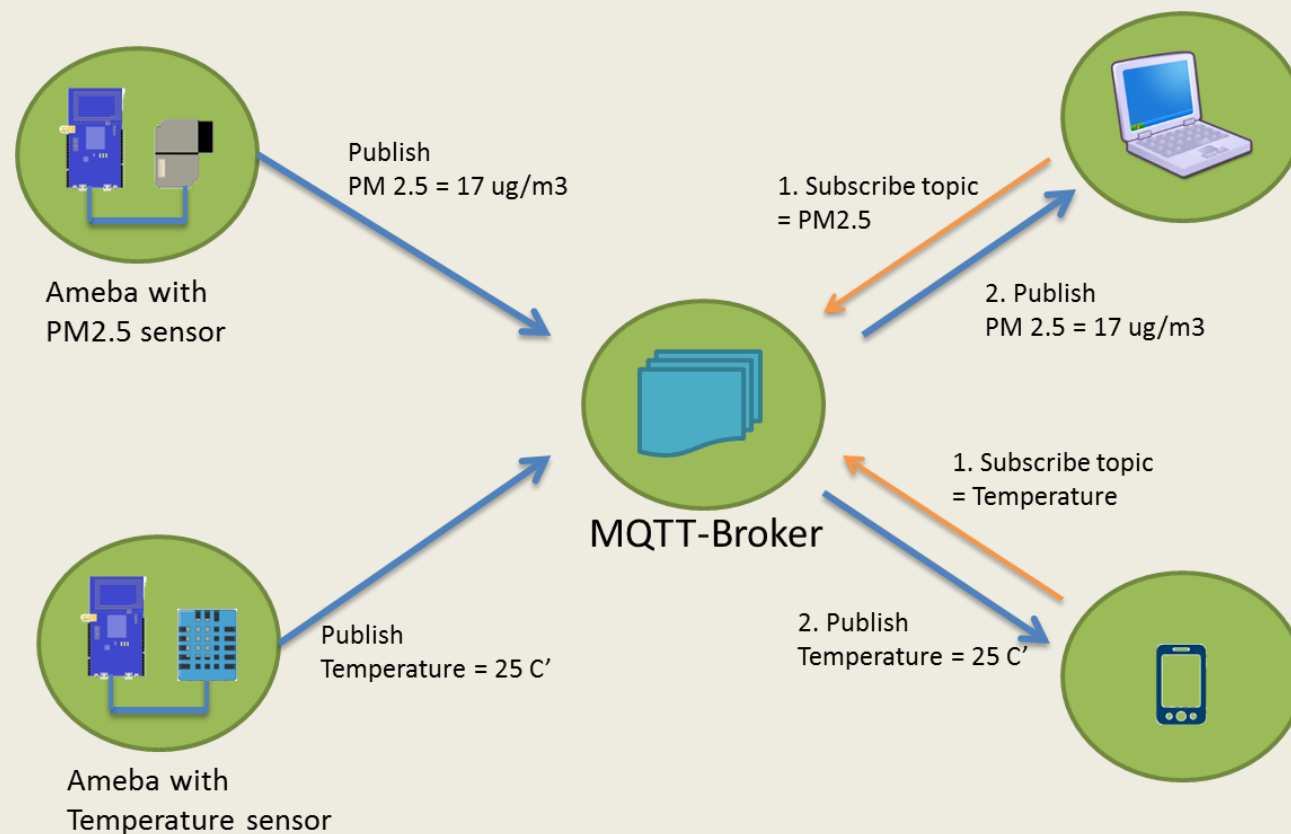 Publish
PM 2.5 = 17 ug/m3
1. Subscribe topic
= PM2.5
Ameba with
PM2.5 sensor
2. Publish
PM 2.5 = 17 ug/m3
MQTT-Broker
1. Subscribe topic
= Temperature
Publish
Temperature = 25 C’
2. Publish
Temperature = 25 C’
Ameba with
Temperature sensor